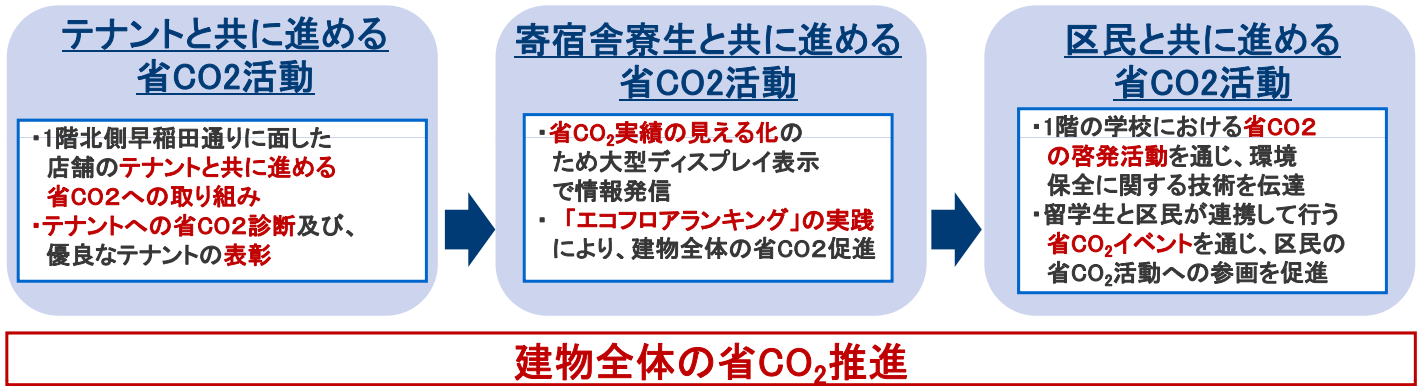 テナントと共に進める
省CO2活動
・1階北側早稲田通りに面した
店舗のテナントと共に進める
省CO2への取り組み
・テナントへの省CO2診断及び、
優良なテナントの表彰
寄宿舎寮生と共に進める
省CO2活動
・省CO₂実績の見える化の
ため大型ディスプレイ表示
で情報発信
・「エコフロアランキング」の実践
により、建物全体の省CO2促進
区民と共に進める
省CO2活動
・1階の学校における省CO2
の啓発活動を通じ、環境
保全に関する技術を伝達
・留学生と区民が連携して行う
省CO₂イベントを通じ、区民の
省CO₂活動への参画を促進
建物全体の省CO₂推進